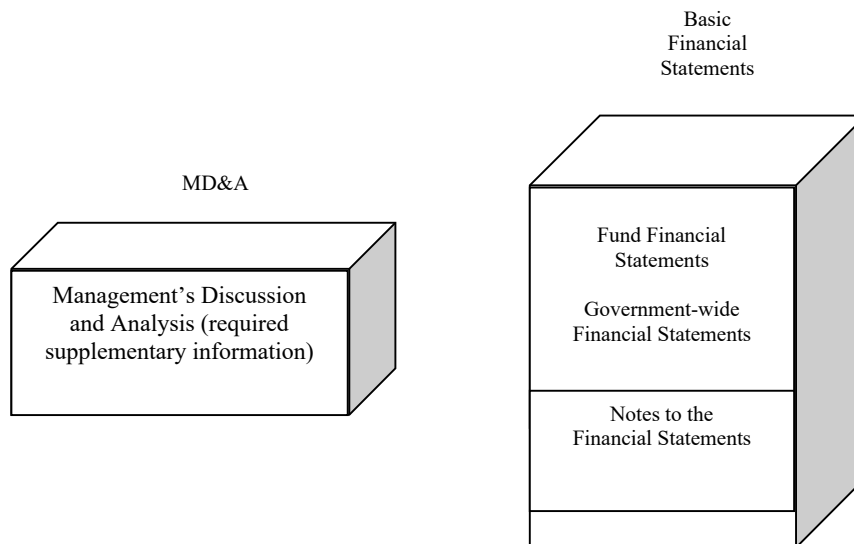 MD&A
Management’s Discussion
and Analysis (required
supplementary information)
Basic
Financial
Statements
Fund Financial
Statements
Government-wide
Financial Statements
Notes to the
Financial Statements